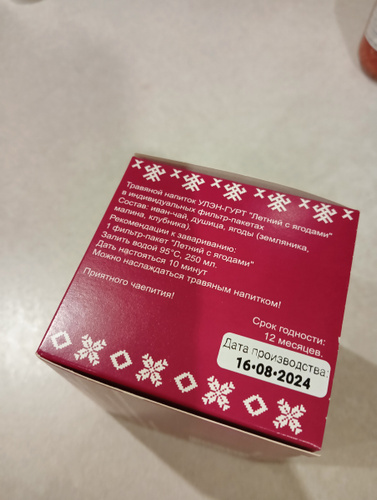 Травяной напиток УЛЭН-ГУРТ "Летний с ягодами"
в индивидуальных фильтр-пакетах
Состав: иван-чай, душица, ягоды (земляника,
малина, клубника).
Рекомендации к завариванию:
1 фильтр-пакет "Летний с ягодами"
Залить водой 95°С, 250 мл.
Дать настояться 10 минут
Можно наслаждаться травяным напитком!
Приятного чаепития!
Срок годности:
12 месяцев.
Дата производства
16•08•2024